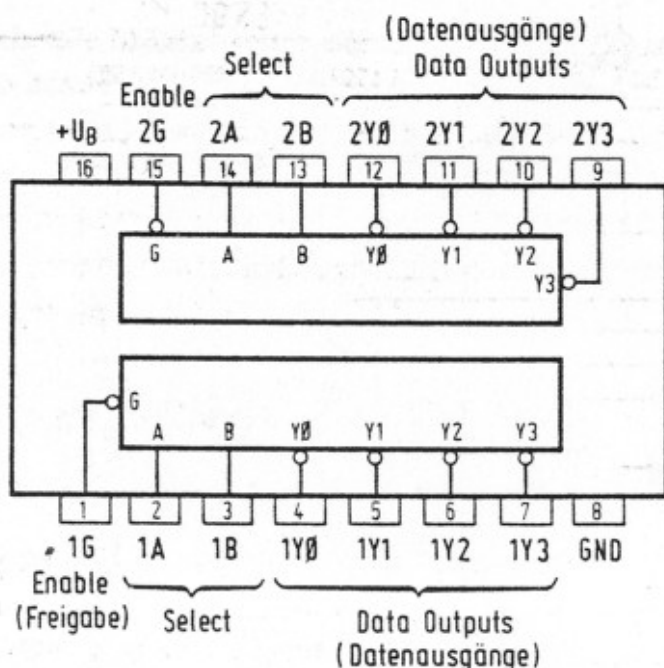 (Datenausgänge)
Select Data Outputs
Enable
+UB 2G 2A 2B 2YØ 2Y1 2Y2 2Y3
16 15 14 13 12 11 10 9
G A B YØ Y1 Y2
Y3
G
A B YØ Y1 Y2 Y3
1 2 3 4 5 6 7 8
1G 1A 1B 1YØ 1Y1 1Y2 1Y3 GND
Enable
(Freigabe) Select Data Outputs
(Datenausgänge)